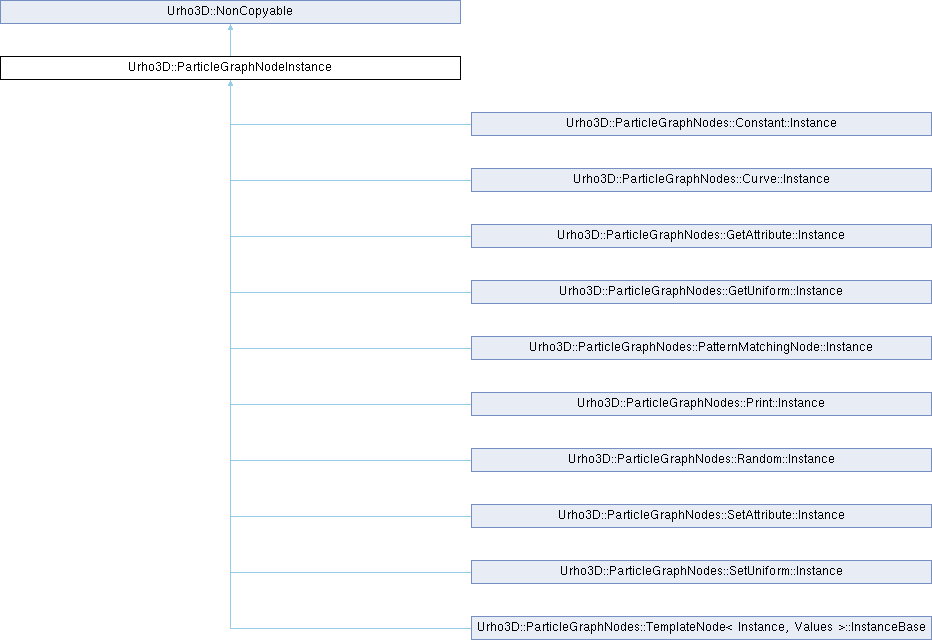 Urho3D::NonCopyable
Urho3D::ParticleGraphNodeInstance
Urho3D::ParticleGraphNodes::Constant::Instance
Urho3D::ParticleGraphNodes::Curve::Instance
Urho3D::ParticleGraphNodes::GetAttribute::Instance
Urho3D::ParticleGraphNodes::GetUniform::Instance
Urho3D::ParticleGraphNodes::PatternMatchingNode::Instance
Urho3D::ParticleGraphNodes::Print::Instance
Urho3D::ParticleGraphNodes::Random::Instance
Urho3D::ParticleGraphNodes::SetAttribute::Instance
Urho3D::ParticleGraphNodes::SetUniform::Instance
Urho3D::ParticleGraphNodes::TemplateNode< Instance, Values >::InstanceBase